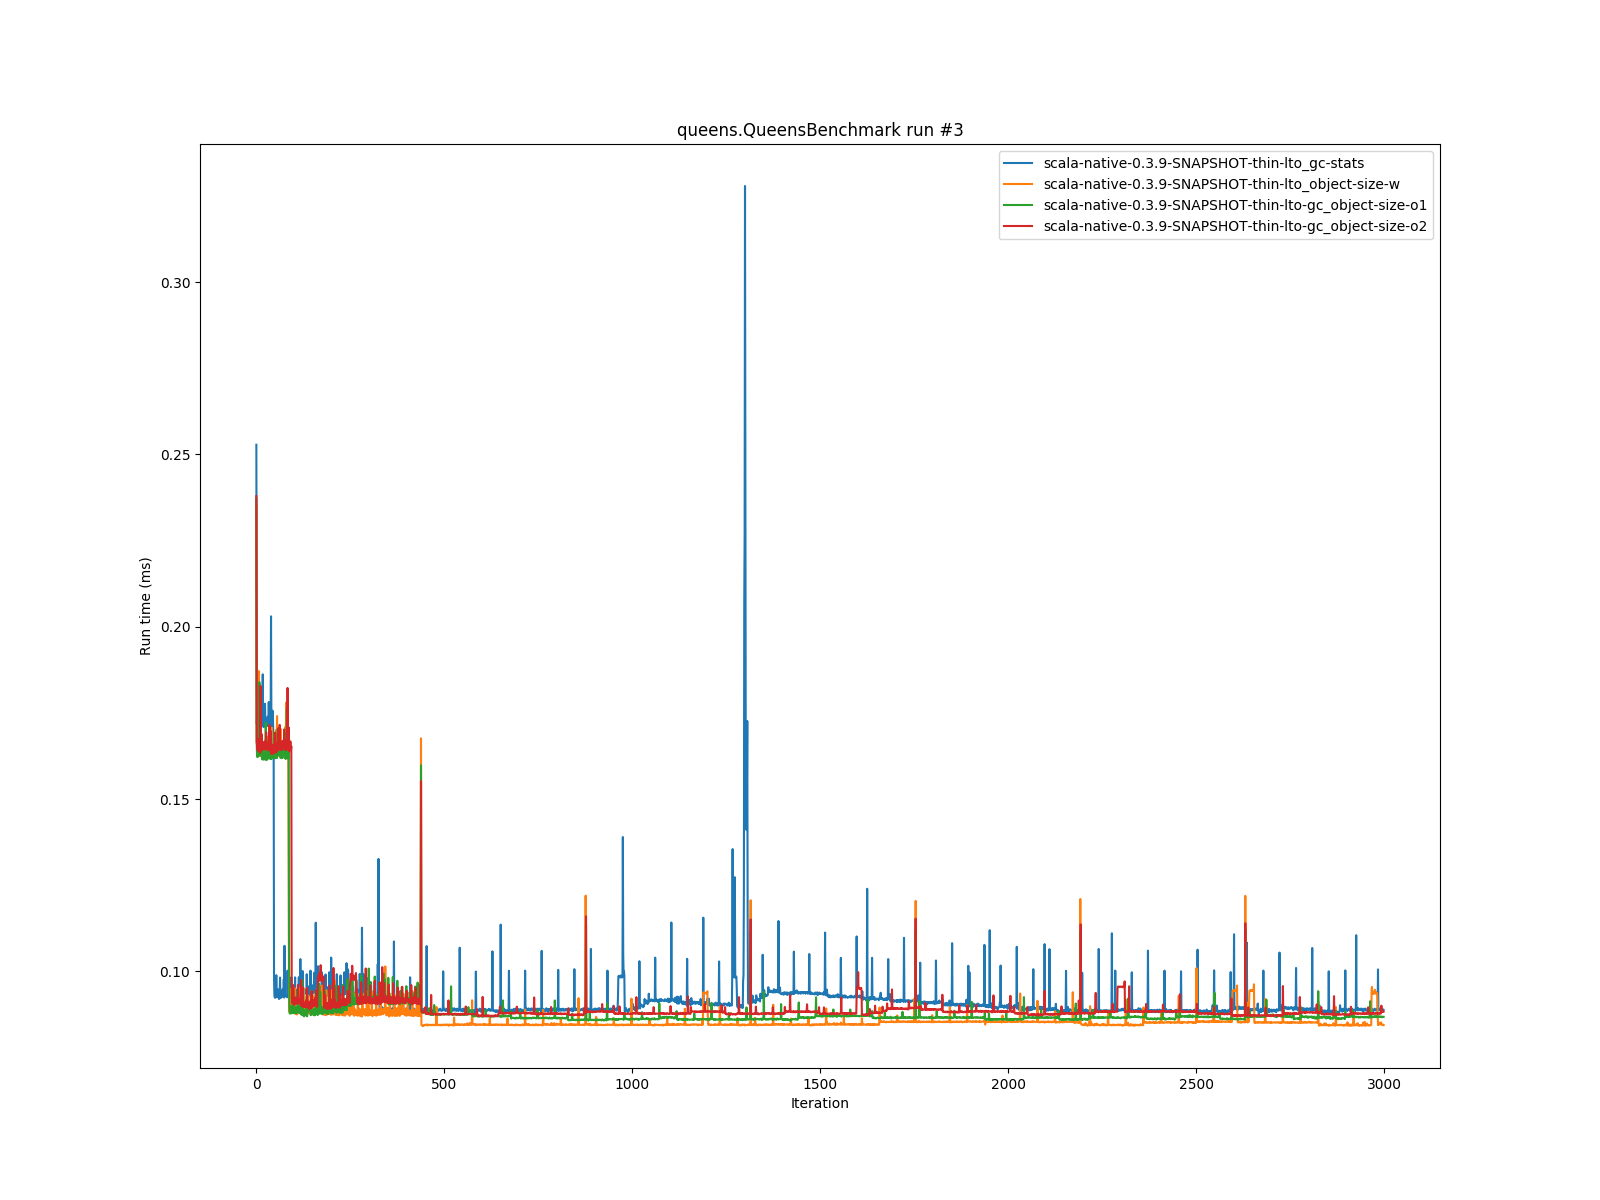 queens.QueensBenchmark run #3
scala-native-0.3.9-SNAPSHOT-thin-lto_gc-stats
scala-native-0.3.9-SNAPSHOT-thin-lto_object-size-w
scala-native-0.3.9-SNAPSHOT-thin-lto-gc_object-size-o1
scala-native-0.3.9-SNAPSHOT-thin-lto-gc_object-size-o2
0.30
0.25
0.20
0.15
0.10
Run time (ms)
0 500 1000 1500 2000 2500 3000
Iteration